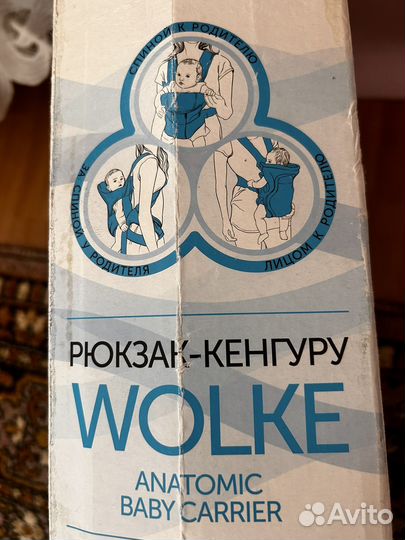 СПИНОЙ К РОДИТЕЛЮ
ЗА СПИНОЙ У РОДИТЕЛЯ
ЛИЦОМ К РОДИТЕЛЮ
РЮКЗАК-КЕНГУРУ
WOLKE
ANATOMIC
BABY CARRIER
Avito